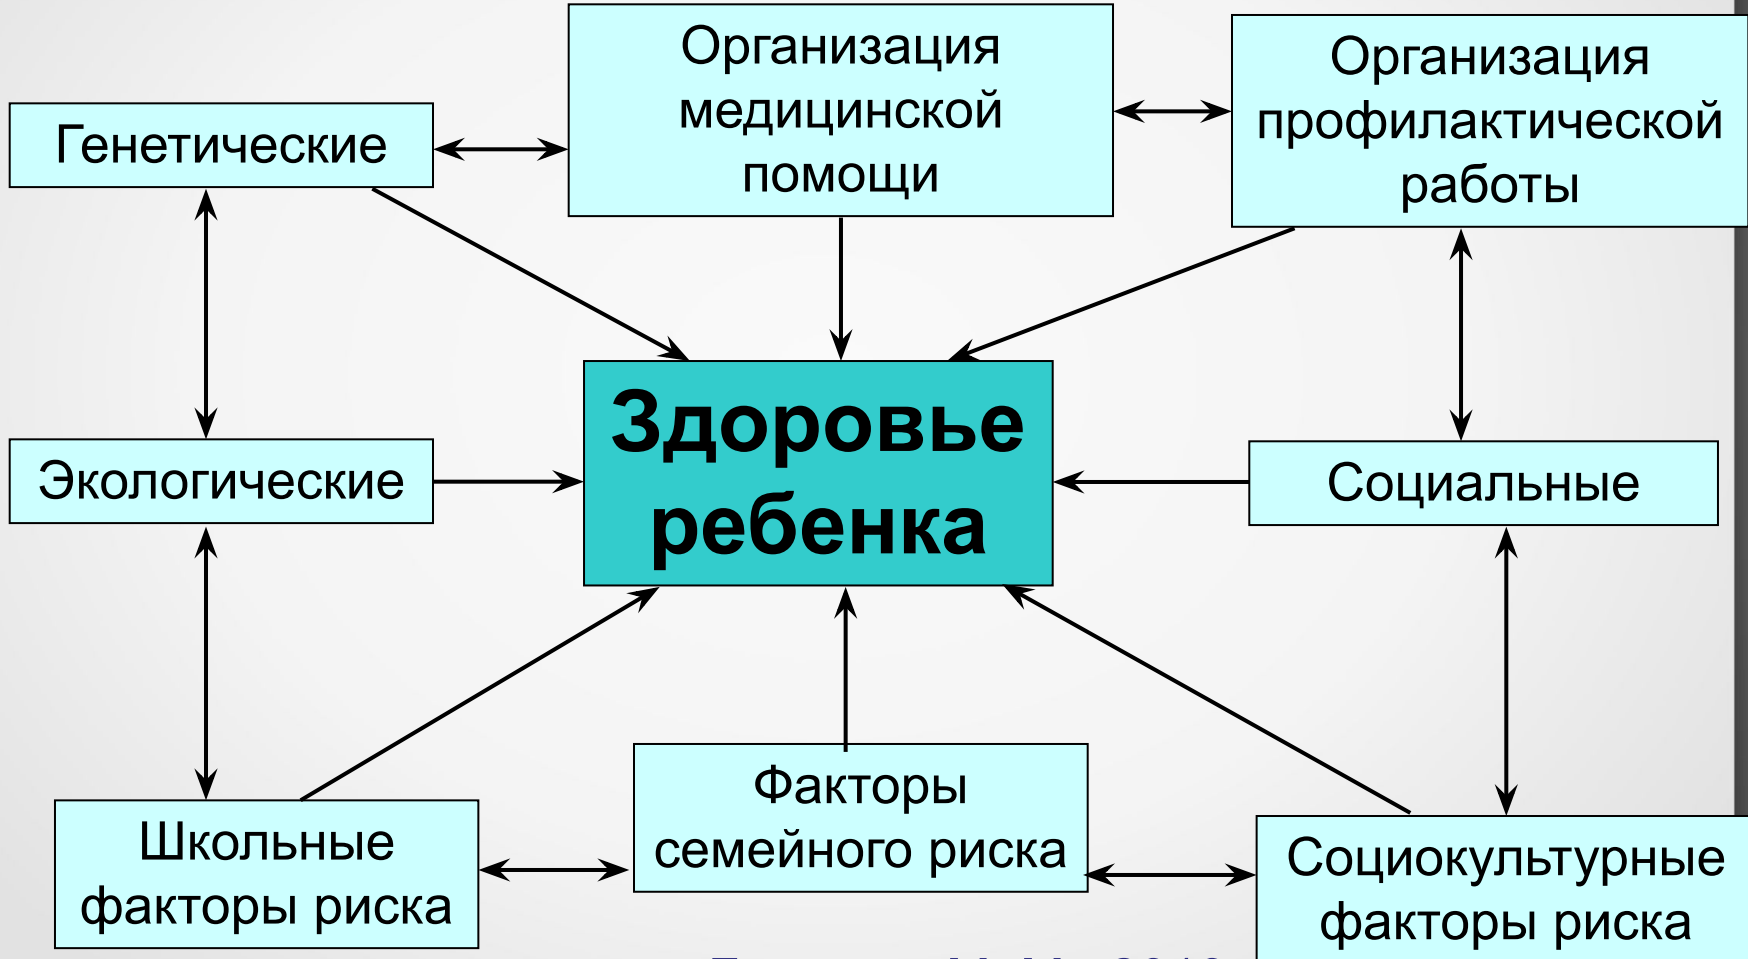 Организация
медицинской
помощи
Организация
профилактической
работы
Генетические
Здоровье
ребенка
Экологические
Социальные
Школьные
факторы риска
Факторы
семейного риска
Социокультурные
факторы риска